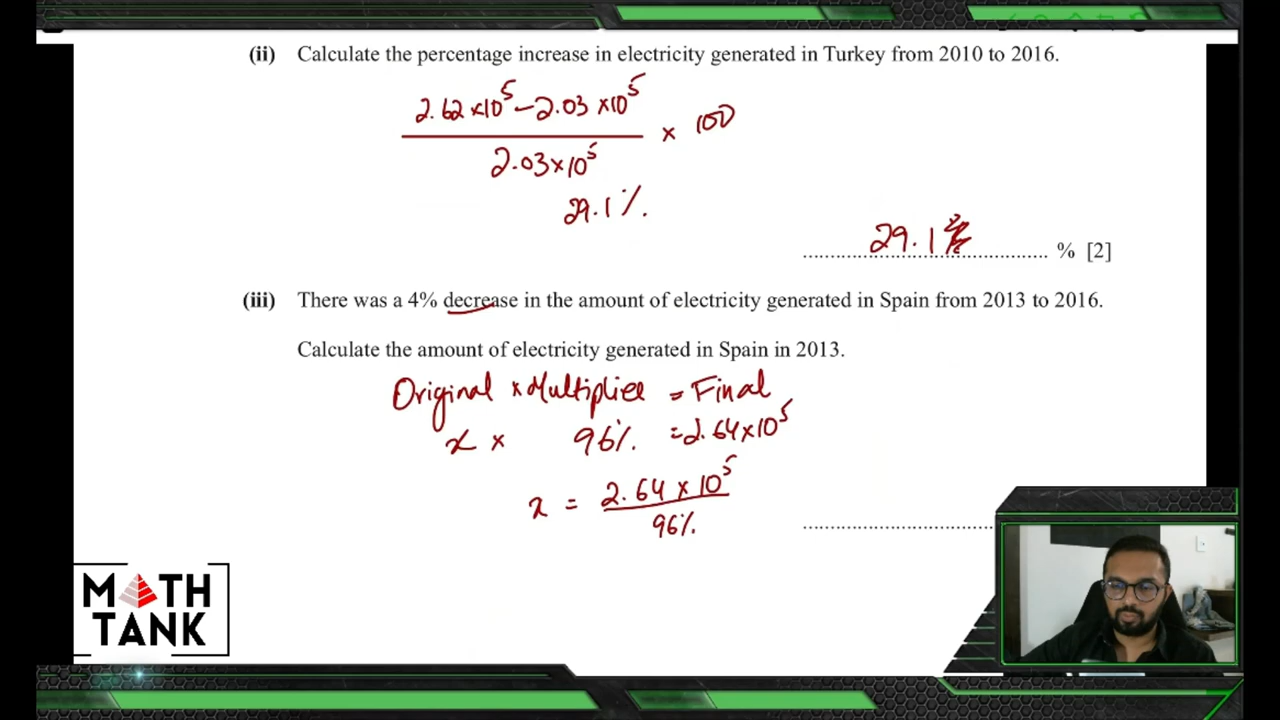 (ii) Calculate the percentage increase in electricity generated in Turkey from 2010 to 2016.
2.62 × 10⁵ − 2.03 × 10⁵
2.03 × 10⁵
× 100
29.1%.
29.1
% [2]
(iii) There was a 4% decrease in the amount of electricity generated in Spain from 2013 to 2016.
Calculate the amount of electricity generated in Spain in 2013.
Original × Multiplier = Final
x × 96% = 2.64 × 10⁵
x = 2.64 × 10⁵
96%
MATH
TANK